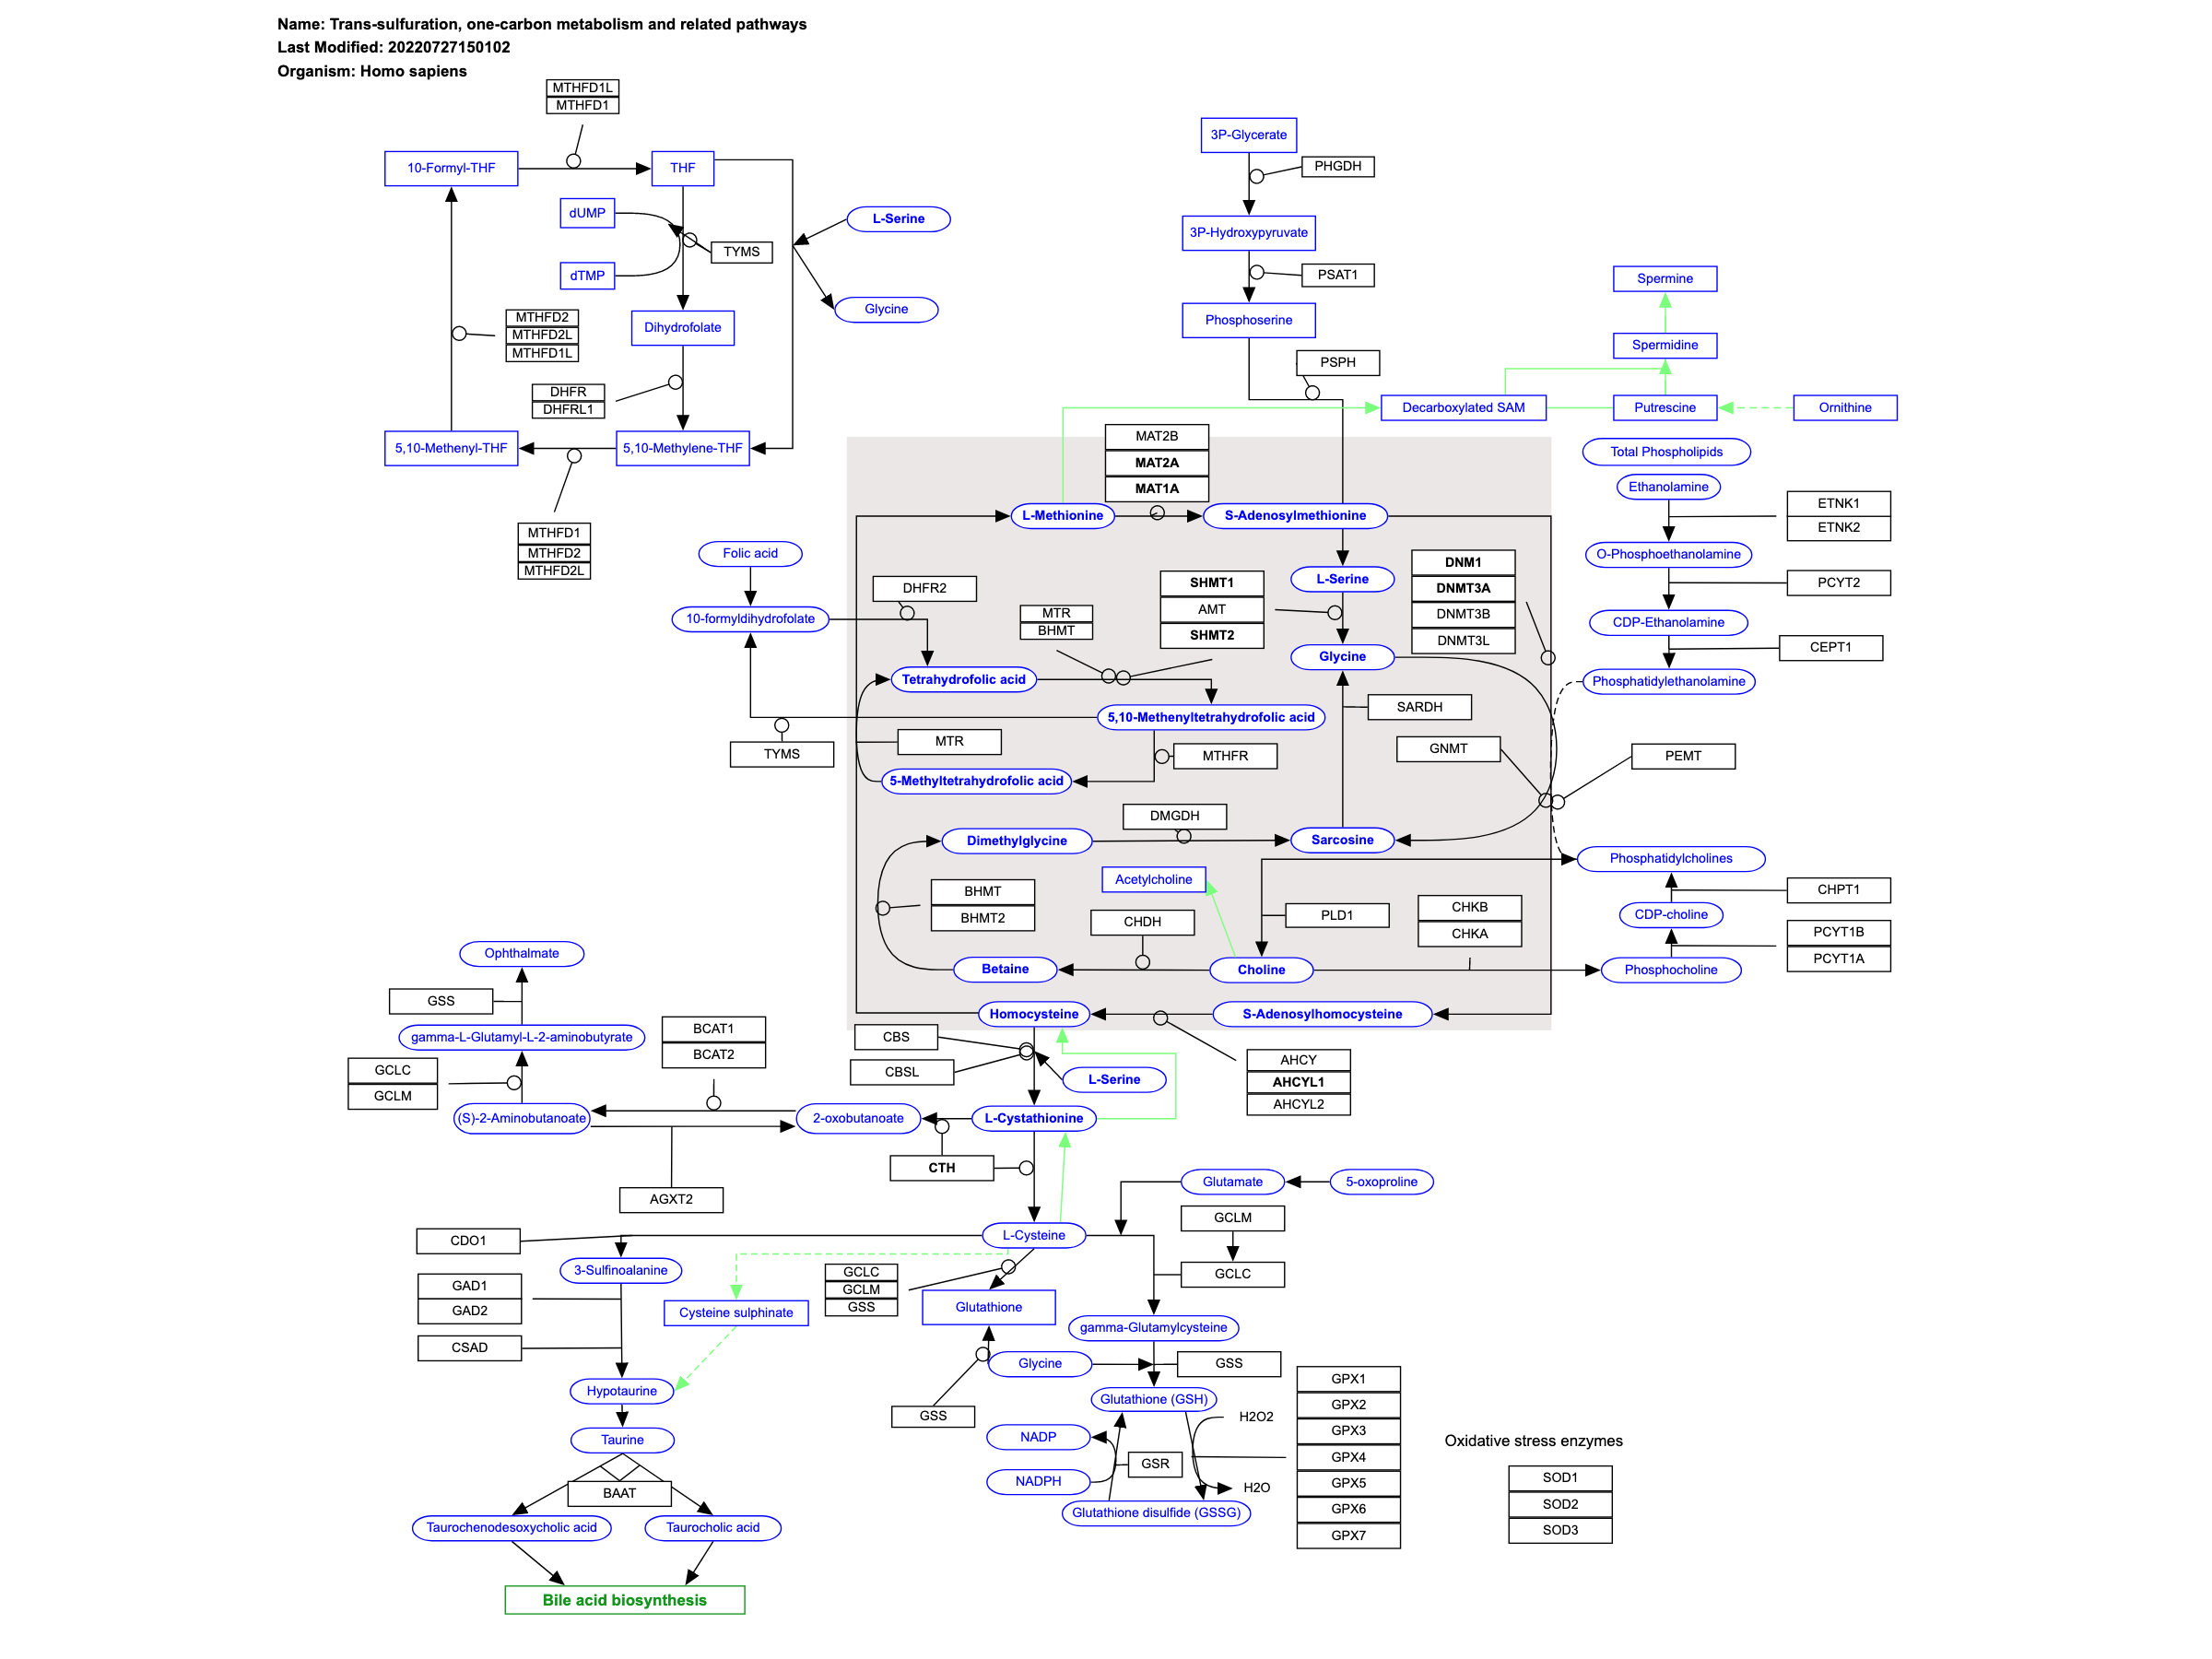 Name: Trans-sulfuration, one-carbon metabolism and related pathways
Last Modified: 20220727150102
Organism: Homo sapiens
MTHFD1L
MTHFD1
10-Formyl-THF
THF
dUMP
TYMS
dTMP
L-Serine
Glycine
MTHFD2
MTHFD2L
MTHFD1L
Dihydrofolate
DHFR
DHFRL1
5,10-Methenyl-THF
5,10-Methylene-THF
MTHFD1
MTHFD2
MTHFD2L
3P-Glycerate
PHGDH
3P-Hydroxypyruvate
PSAT1
Phosphoserine
PSPH
Spermine
Spermidine
Decarboxylated SAM
Putrescine
Ornithine
Total Phospholipids
Ethanolamine
ETNK1
ETNK2
O-Phosphoethanolamine
PCYT2
CDP-Ethanolamine
CEPT1
Phosphatidylethanolamine
PEMT
Phosphatidylcholines
CHPT1
CDP-choline
PCYT1B
PCYT1A
Phosphocholine
MAT2B
MAT2A
MAT1A
L-Methionine
S-Adenosylmethionine
Folic acid
10-formyldihydrofolate
DHFR2
MTR
BHMT
SHMT1
AMT
SHMT2
L-Serine
DNM1
DNMT3A
DNMT3B
DNMT3L
Glycine
Tetrahydrofolic acid
5,10-Methenyltetrahydrofolic acid
SARDH
TYMS
MTR
MTHFR
GNMT
5-Methyltetrahydrofolic acid
DMGDH
Dimethylglycine
Sarcosine
Acetylcholine
BHMT
BHMT2
CHDH
PLD1
CHKB
CHKA
Betaine
Choline
Homocysteine
S-Adenosylhomocysteine
Ophthalmate
GSS
gamma-L-Glutamyl-L-2-aminobutyrate
GCLC
GCLM
BCAT1
BCAT2
CBS
CBSL
L-Serine
AHCY
AHCYL1
AHCYL2
(S)-2-Aminobutanoate
2-oxobutanoate
L-Cystathionine
CTH
AGXT2
Glutamate
5-oxoproline
GCLM
GCLC
CDO1
L-Cysteine
3-Sulfinoalanine
GAD1
GAD2
CSAD
Cysteine sulphinate
GCLC
GCLM
GSS
Glutathione
gamma-Glutamylcysteine
Glycine
GSS
GSS
Hypotaurine
Taurine
BAAT
Taurochenodesoxycholic acid
Taurocholic acid
Bile acid biosynthesis
Glutathione (GSH)
NADP
NADPH
GSR
H2O2
H2O
Glutathione disulfide (GSSG)
GPX1
GPX2
GPX3
GPX4
GPX5
GPX6
GPX7
Oxidative stress enzymes
SOD1
SOD2
SOD3